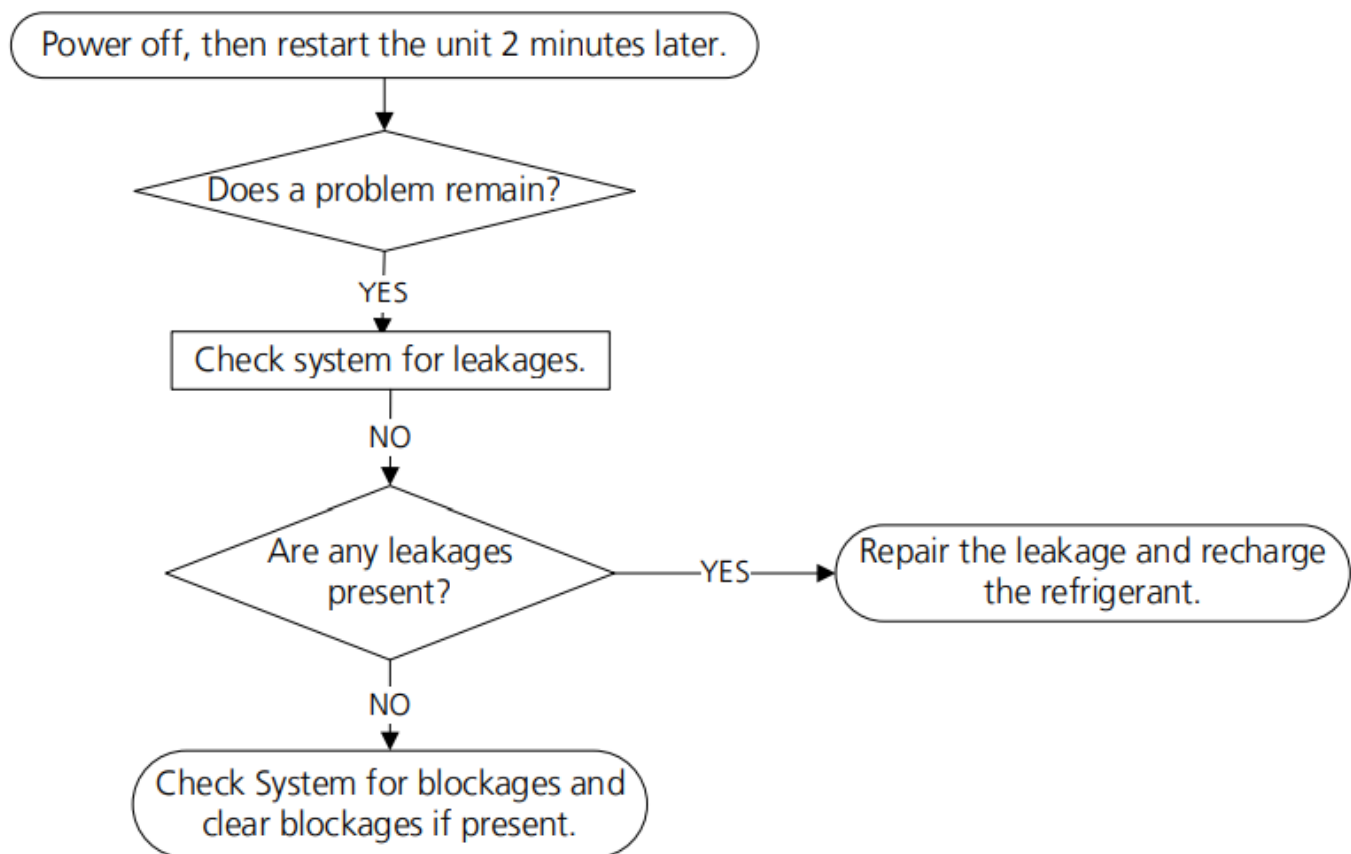 Power off, then restart the unit 2 minutes later.
Does a problem remain?
YES
Check system for leakages.
NO
Are any leakages
present?
YES
Repair the leakage and recharge
the refrigerant.
NO
Check System for blockages and
clear blockages if present.